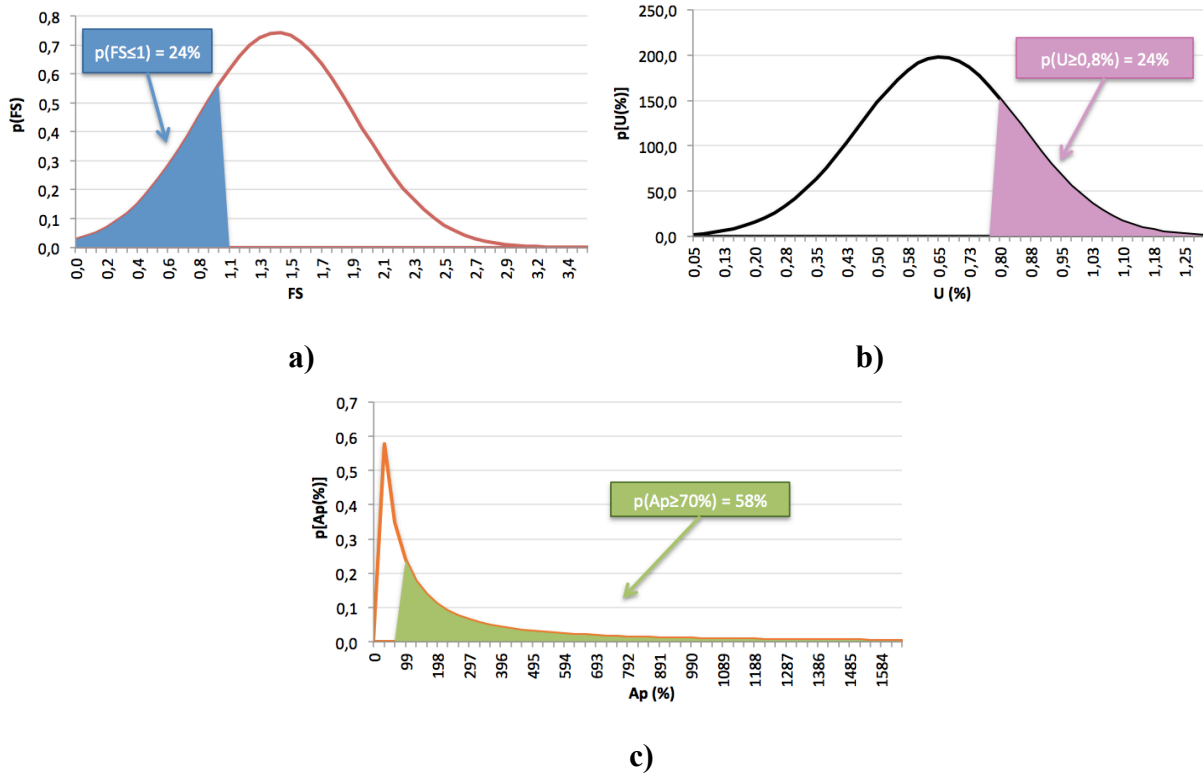 0,8
0,7
0,6
0,5
0,4
0,3
0,2
0,1
0,0
p(FS)
p(FS≤1) = 24%
0,0 0,2 0,4 0,6 0,8 1,1 1,3 1,5 1,7 1,9 2,1 2,3 2,5 2,7 2,9 3,2 3,4
FS
a)
250,0
200,0
150,0
100,0
50,0
0,0
p[U(%)]
p(U≥0,8%) = 24%
0,05 0,13 0,20 0,28 0,35 0,43 0,50 0,58 0,65 0,73 0,80 0,88 0,95 1,03 1,10 1,18 1,25
U (%)
b)
0,7
0,6
0,5
0,4
0,3
0,2
0,1
0,0
p[Ap(%)]
p(Ap≥70%) = 58%
0 99 198 297 396 495 594 693 792 891 990 1089 1188 1287 1386 1485 1584
Ap (%)
c)